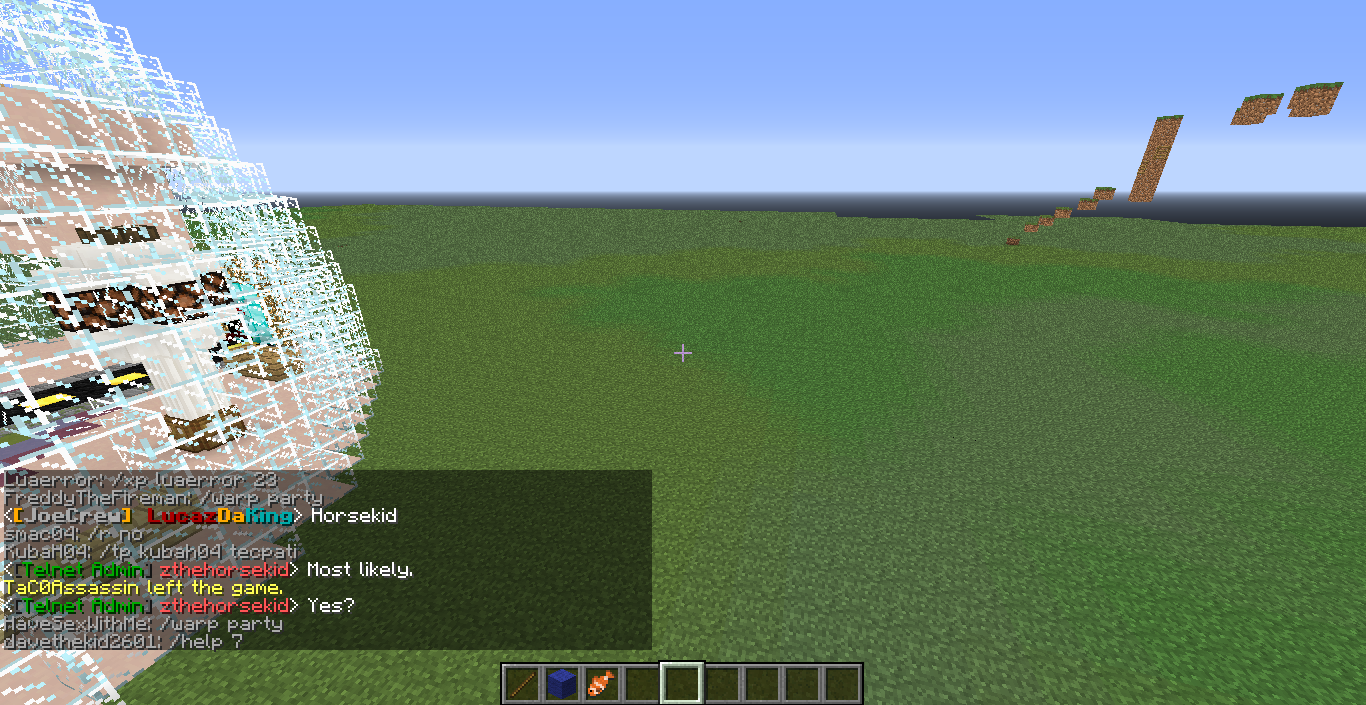 Luaerror: /xp luaerror 23
FreddyTheFireman: /warp party
<[JoeCrew] LucazDaKing> Horsekid
smac04: /r no
kubaH04: /tp kubah04 tecpati
<[Telnet Admin] zthehorsekid> Most likely.
TaC0Assassin left the game.
<[Telnet Admin] zthehorsekid> Yes?
HaveSexWithMe: /warp party
davethekid2601: /help 7